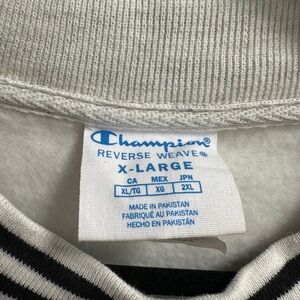 Champion®
REVERSE WEAVE®
X-LARGE
CA MEX JPN
XL/TG XG 2XL
MADE IN PAKISTAN
FABRIQUÉ AU PAKISTAN
HECHO EN PAKISTÁN